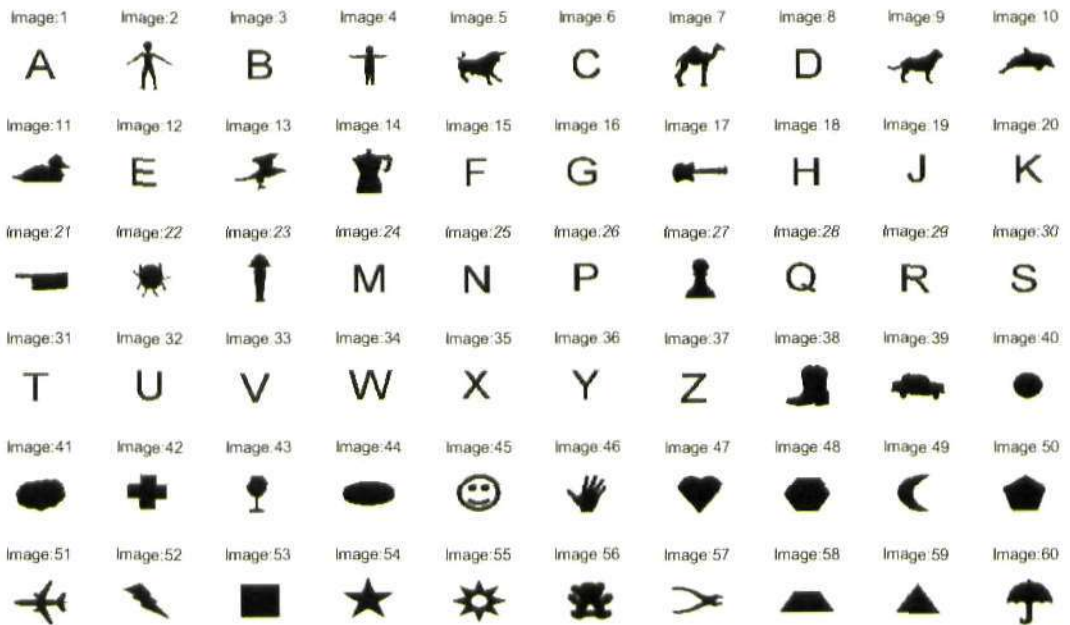 Image:1 Image:2 Image:3 Image:4 Image:5 Image:6 Image:7 Image:8 Image:9 Image:10
A B C D
Image:11 Image:12 Image:13 Image:14 Image:15 Image:16 Image:17 Image:18 Image:19 Image:20
E F G H J K
Image:21 Image:22 Image:23 Image:24 Image:25 Image:26 Image:27 Image:28 Image:29 Image:30
M N P Q R S
Image:31 Image:32 Image:33 Image:34 Image:35 Image:36 Image:37 Image:38 Image:39 Image:40
T U V W X Y Z
Image:41 Image:42 Image:43 Image:44 Image:45 Image:46 Image:47 Image:48 Image:49 Image:50
Image:51 Image:52 Image:53 Image:54 Image:55 Image:56 Image:57 Image:58 Image:59 Image:60